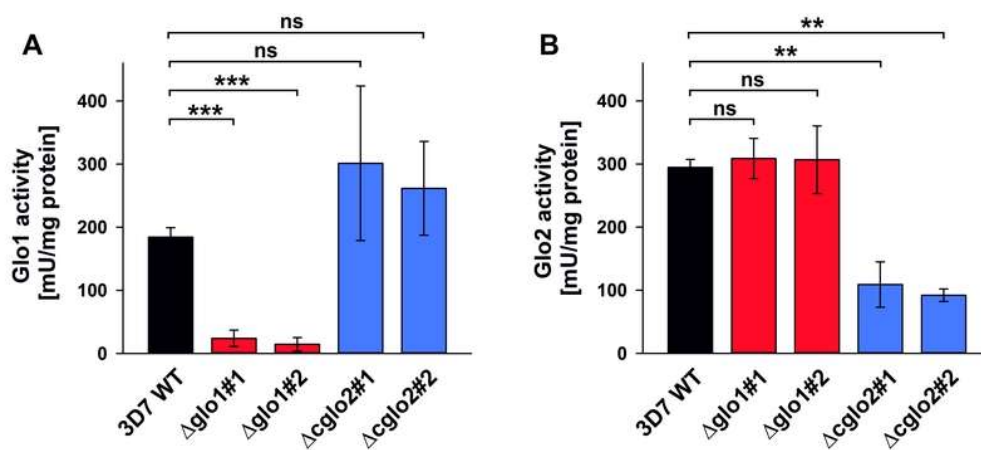 A
ns
ns
***
***
Glo1 activity
[mU/mg protein]
400
300
200
100
0
3D7 WT
Δglo1#1
Δglo1#2
Δcglo2#1
Δcglo2#2
B
**
**
ns
ns
Glo2 activity
[mU/mg protein]
400
300
200
100
0
3D7 WT
Δglo1#1
Δglo1#2
Δcglo2#1
Δcglo2#2